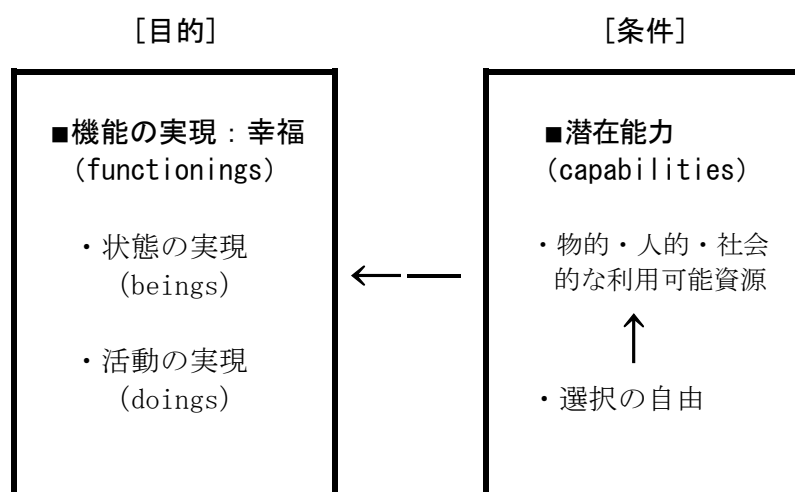 [目的]
■機能の実現：幸福
(functionings)
・状態の実現
(beings)
・活動の実現
(doings)
[条件]
■潜在能力
(capabilities)
・物的・人的・社会
的な利用可能資源
・選択の自由